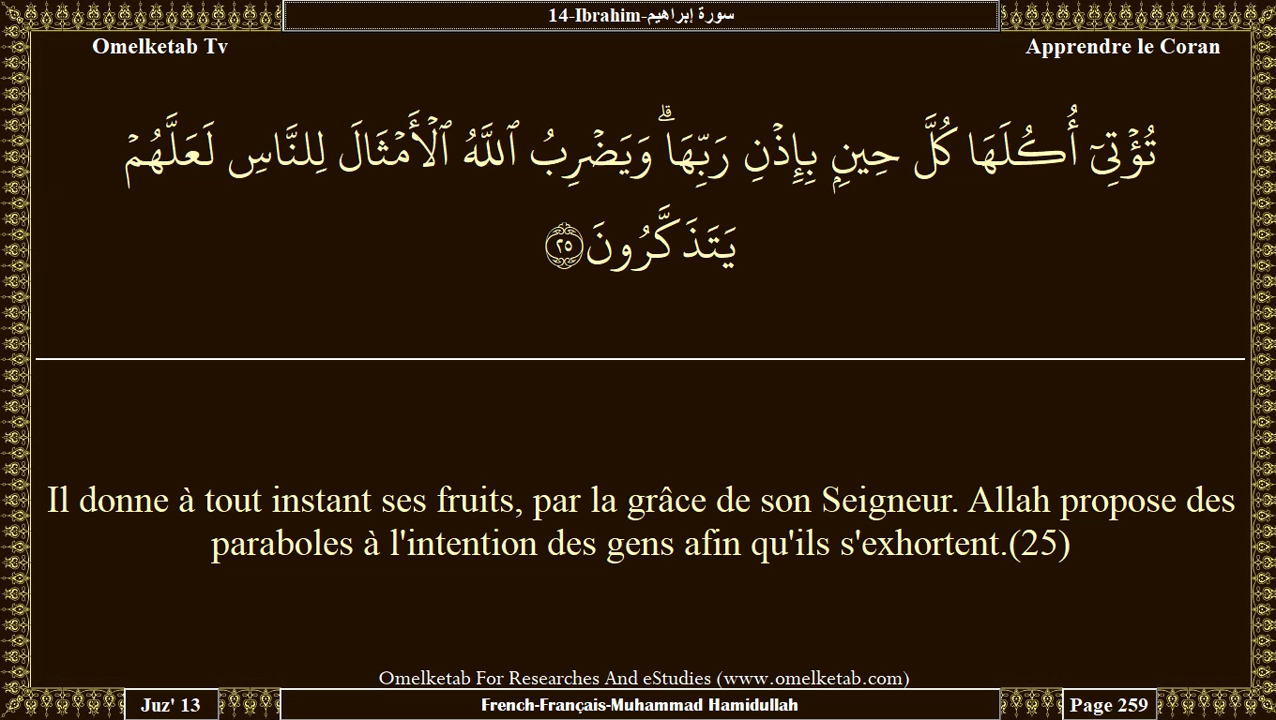 14-Ibrahim-سورة إبراهيم
Omelketab Tv
Apprendre le Coran
تُؤۡتِيٓ أُكُلَهَا كُلَّ حِينِۭ بِإِذۡنِ رَبِّهَاۗ وَيَضۡرِبُ ٱللَّهُ ٱلۡأَمۡثَالَ لِلنَّاسِ لَعَلَّهُمۡ
يَتَذَكَّرُونَ ٢٥
Il donne à tout instant ses fruits, par la grâce de son Seigneur. Allah propose des
paraboles à l'intention des gens afin qu'ils s'exhortent.(25)
Omelketab For Researches And eStudies (www.omelketab.com)
Juz' 13
French-Français-Muhammad Hamidullah
Page 259